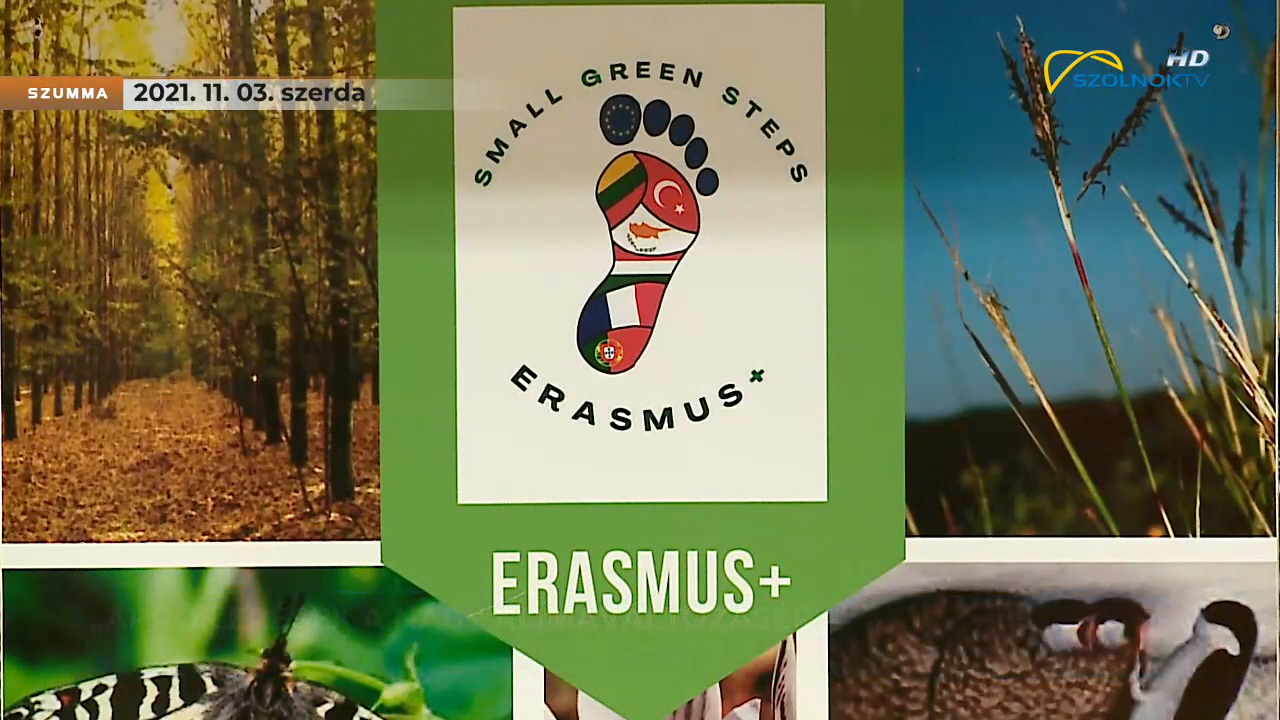 SZUMMA
2021. 11. 03. szerda
HD
SZOLNOKTV
SMALL GREEN STEPS
ERASMUS+
ERASMUS+